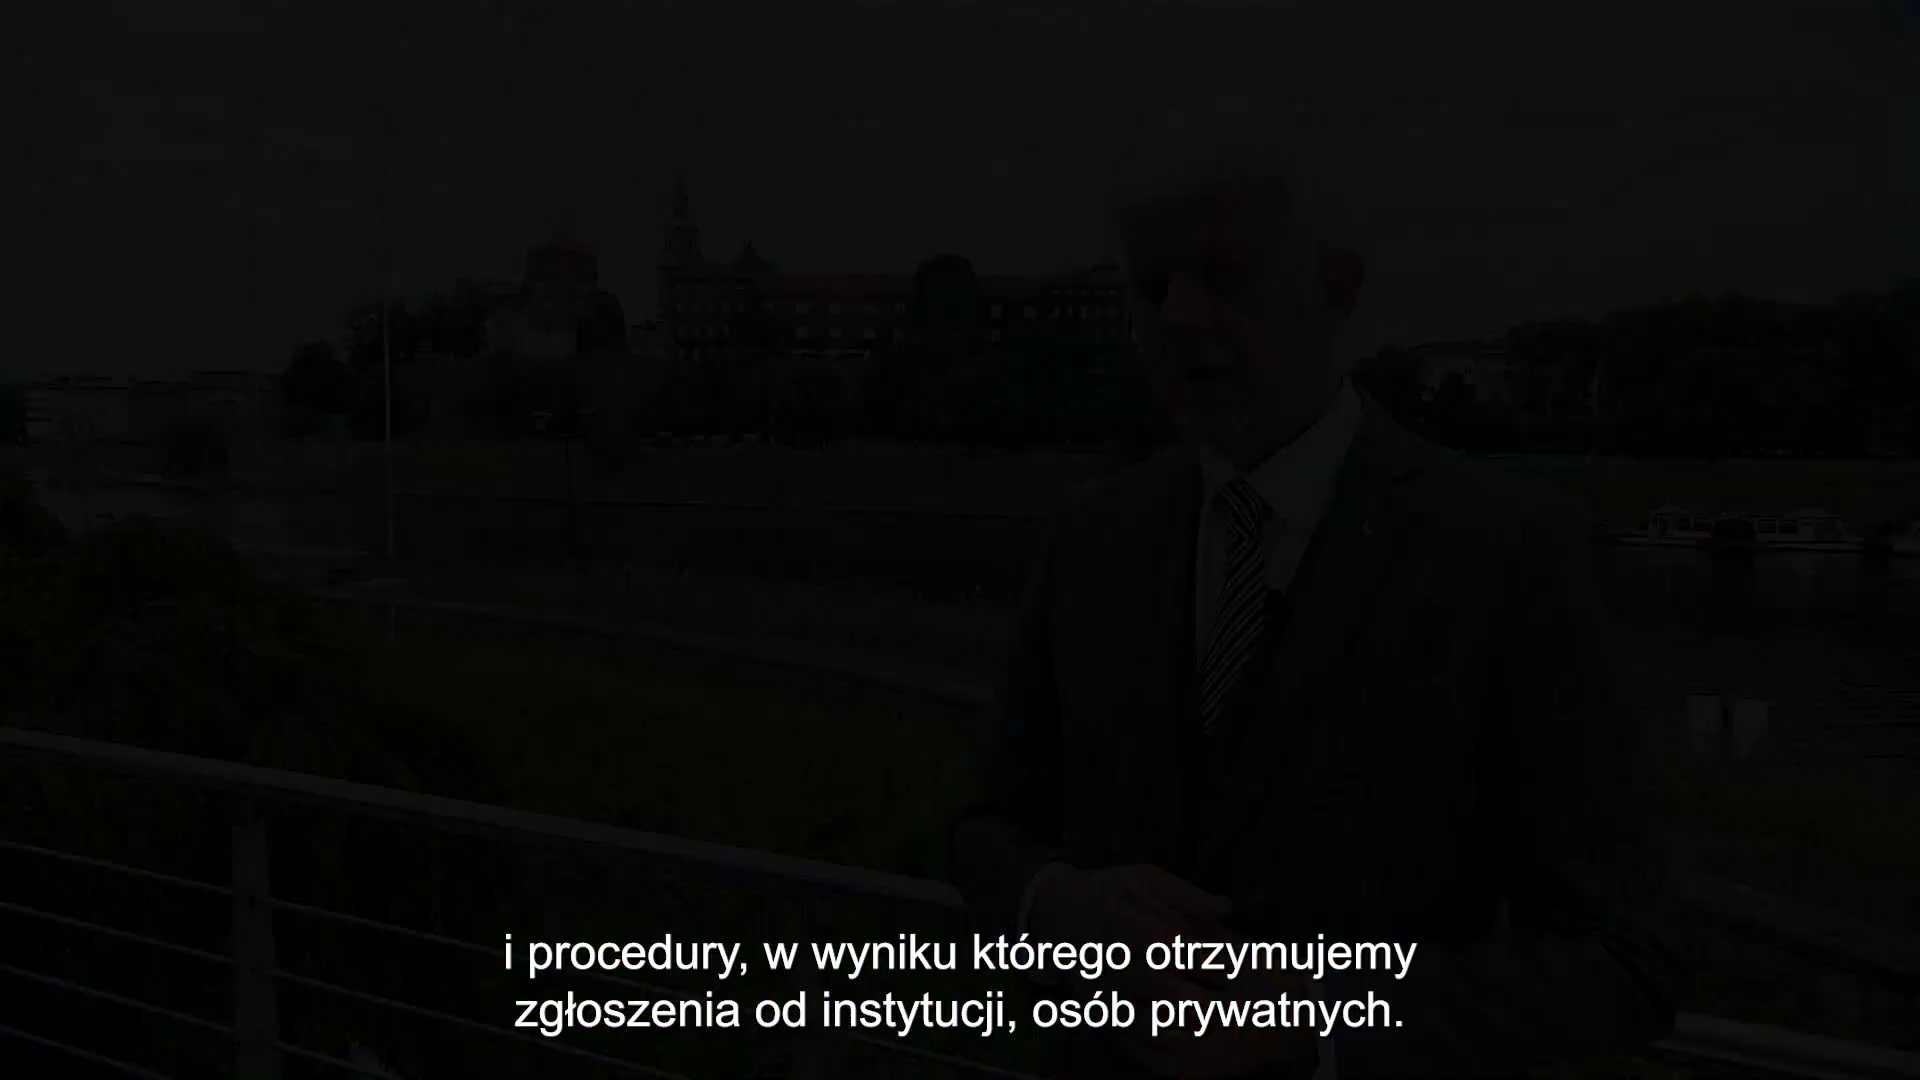 i procedury, w wyniku którego otrzymujemy
zgłoszenia od instytucji, osób prywatnych.